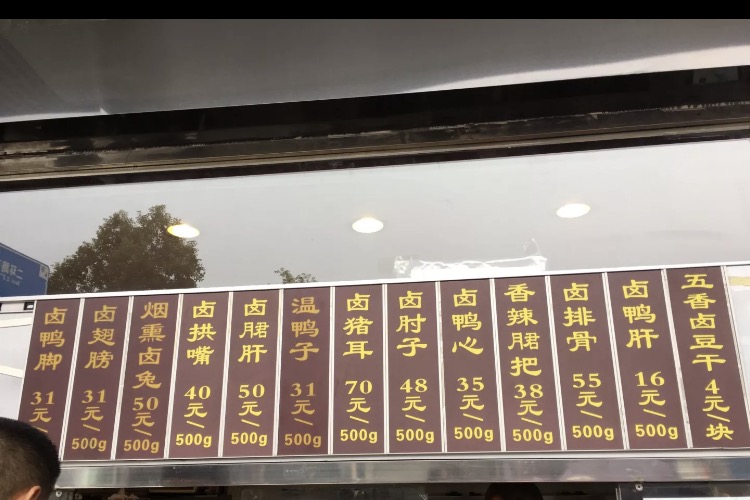 卤鸭脚 31元
卤翅膀 31元/500g
烟熏卤兔 50元/500g
卤拱嘴 40元/500g
卤䐃肝 50元/500g
温鸭子 31元/500g
卤猪耳 70元/500g
卤肘子 48元/500g
卤鸭心 35元/500g
香辣䐃把 38元/500g
卤排骨 55元/500g
卤鸭肝 16元/500g
五香卤豆干 4元/块